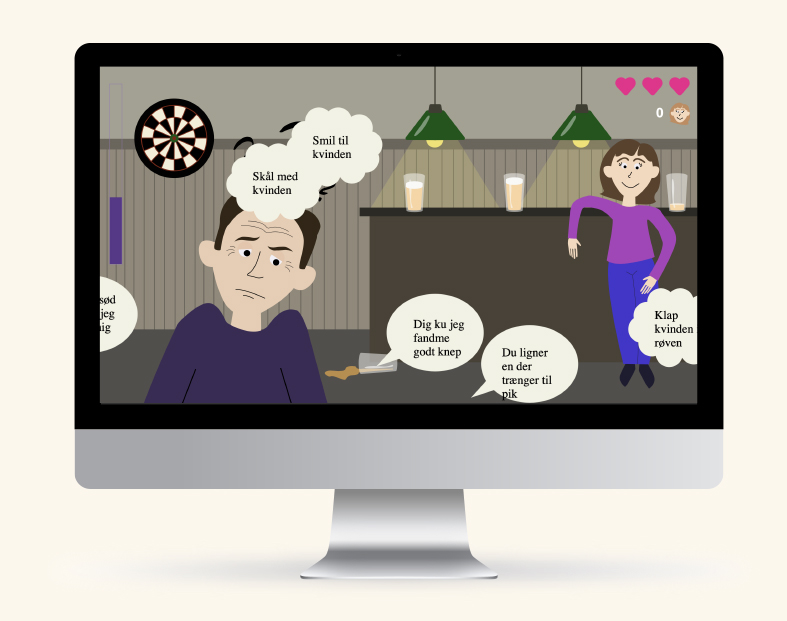 0
Smil til
kvinden
Skål med
kvinden
sød
jeg
Dig ku jeg
fandme
godt knep
Du ligner
en der
trænger til
pik
Klap
kvinden
røven